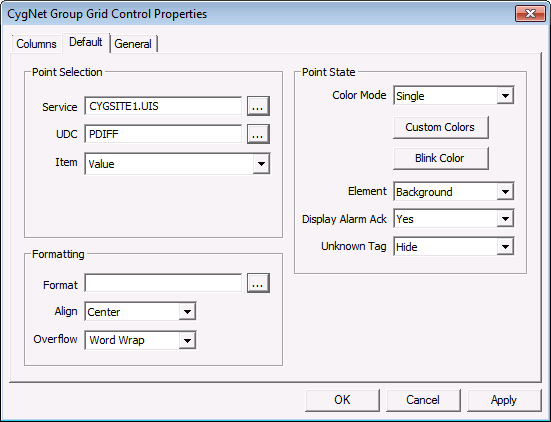 CygNet Group Grid Control Properties
Columns Default General
Point Selection
Service CYGSITE1.UIS ...
UDC PDIFF ...
Item Value
Formatting
Format ...
Align Center
Overflow Word Wrap
Point State
Color Mode Single
Custom Colors
Blink Color
Element Background
Display Alarm Ack Yes
Unknown Tag Hide
OK Cancel Apply